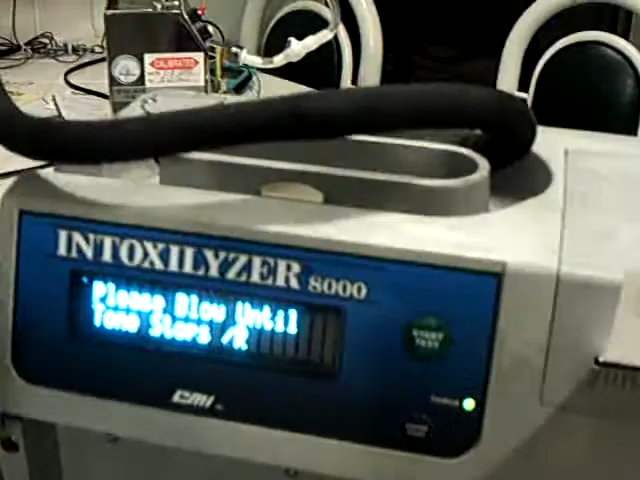 CALIBRATED
INTOXILYZER 8000
Please Blow Until
Tone Stops /R
START
TEST
CMI